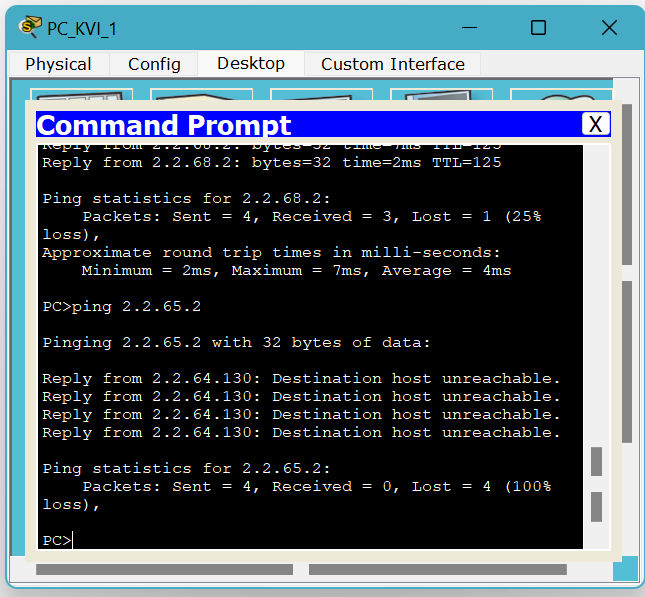 PC_KVI_1
Physical Config Desktop Custom Interface
Command Prompt X
Reply from 2.2.68.2: bytes=32 time=7ms TTL=125
Reply from 2.2.68.2: bytes=32 time=2ms TTL=125
Ping statistics for 2.2.68.2:
Packets: Sent = 4, Received = 3, Lost = 1 (25%
loss),
Approximate round trip times in milli-seconds:
Minimum = 2ms, Maximum = 7ms, Average = 4ms
PC>ping 2.2.65.2
Pinging 2.2.65.2 with 32 bytes of data:
Reply from 2.2.64.130: Destination host unreachable.
Reply from 2.2.64.130: Destination host unreachable.
Reply from 2.2.64.130: Destination host unreachable.
Reply from 2.2.64.130: Destination host unreachable.
Ping statistics for 2.2.65.2:
Packets: Sent = 4, Received = 0, Lost = 4 (100%
loss),
PC>